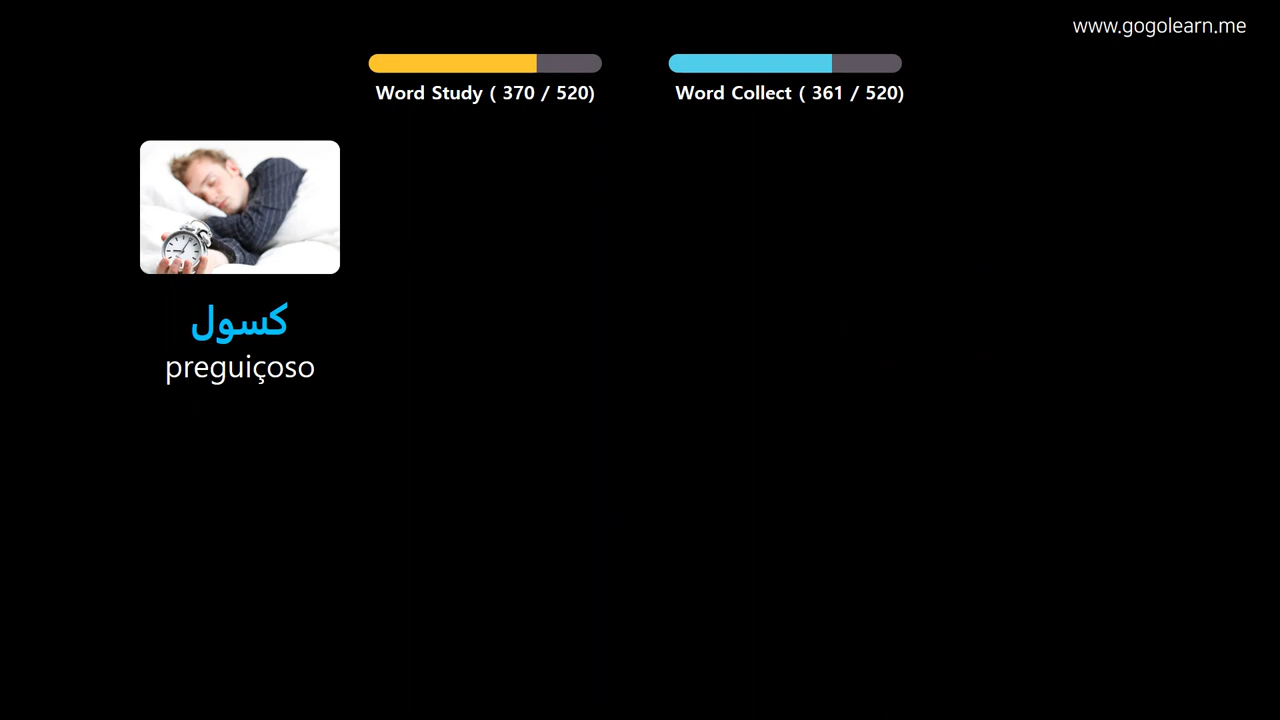 www.gogolearn.me
Word Study ( 370 / 520)
Word Collect ( 361 / 520)
كسول
preguiçoso